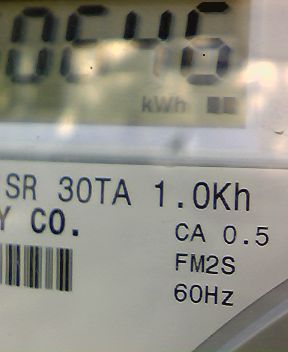 kWh
SR 30TA 1.0Kh
Y CO.
CA 0.5
FM2S
60Hz